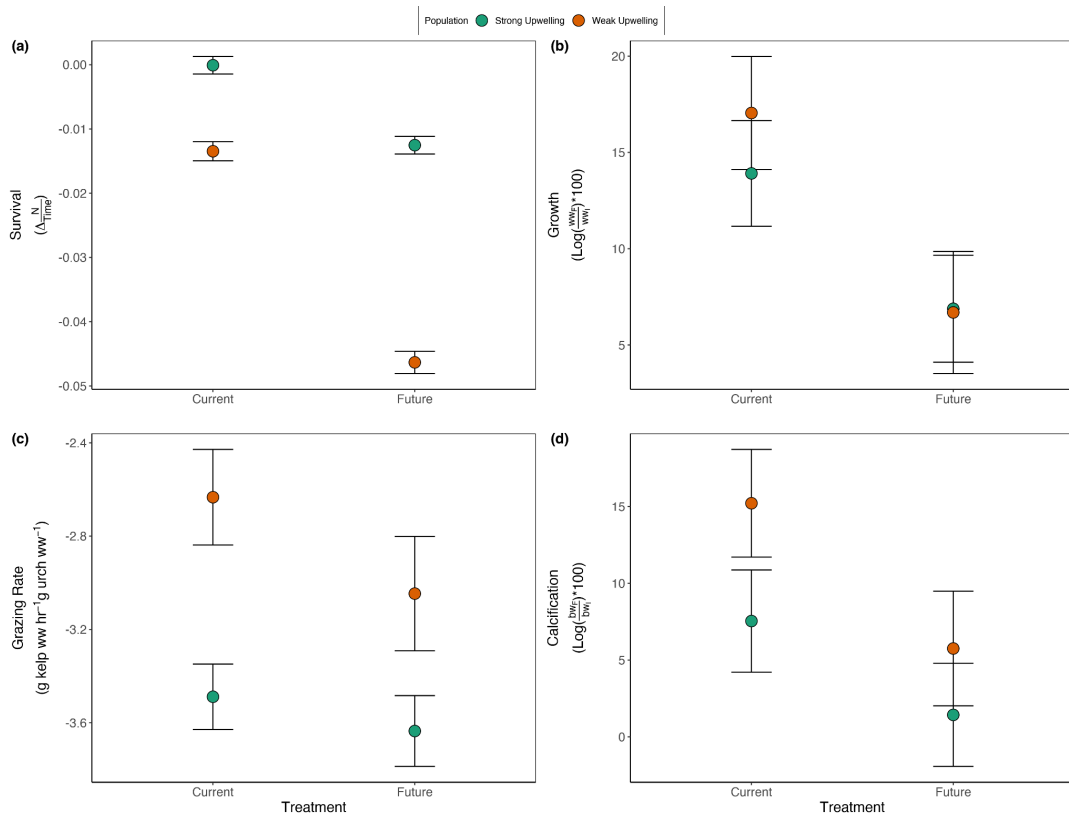 Population Strong Upwelling Weak Upwelling
(a)
0.00
-0.01
-0.02
-0.03
-0.04
-0.05
Survival
(Δ N/Time)
Current Future
(b)
20
15
10
5
Growth
(Log(ww_F/ww_I)*100)
Current Future
(c)
-2.4
-2.8
-3.2
-3.6
Grazing Rate
(g kelp ww hr⁻¹g urch ww⁻¹)
Current Future
Treatment
(d)
15
10
5
0
Calcification
(Log(bw_F/bw_I)*100)
Current Future
Treatment